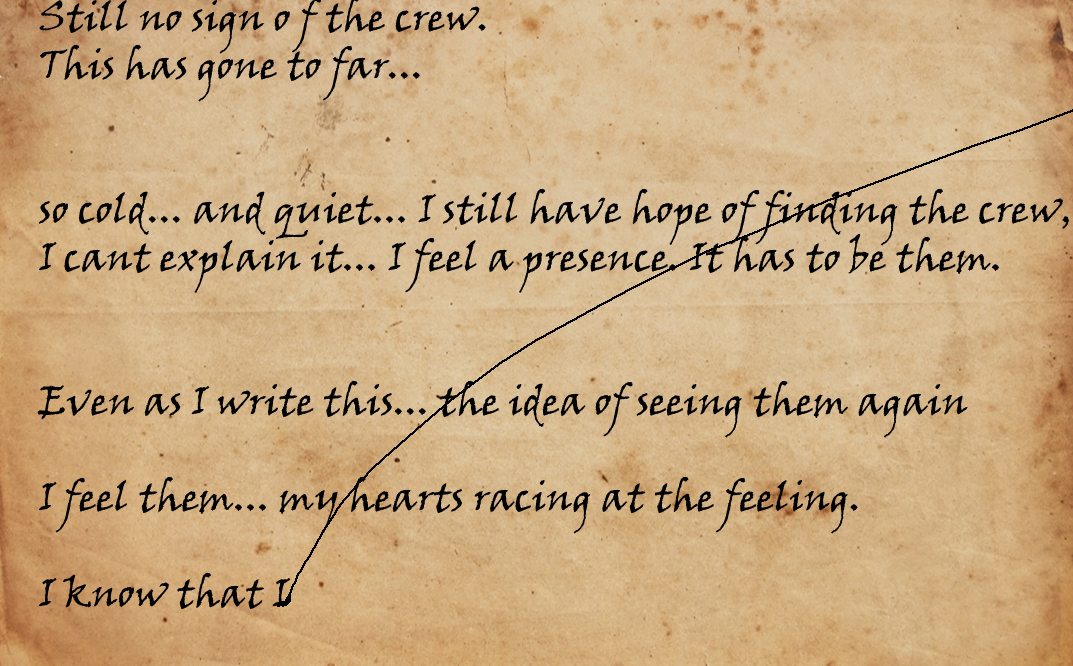 Still no sign o f the crew.
This has gone to far...
so cold... and quiet... I still have hope of finding the crew,
I cant explain it... I feel a presence. It has to be them.
Even as I write this... the idea of seeing them again
I feel them... my hearts racing at the feeling.
I know that I